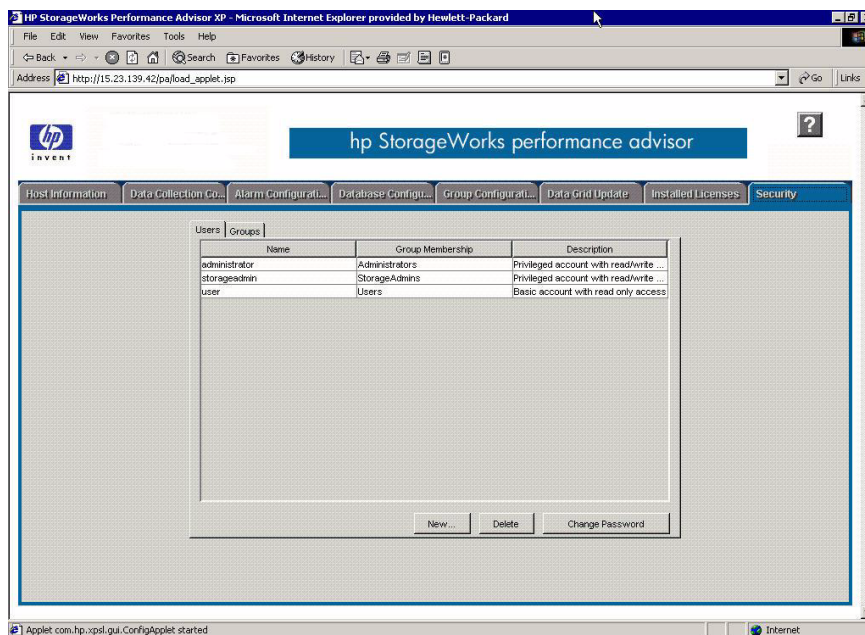 HP StorageWorks Performance Advisor XP - Microsoft Internet Explorer provided by Hewlett-Packard
File Edit View Favorites Tools Help
Back Search Favorites History
Address http://15.23.139.42/pa/load_applet.jsp Go Links
hp
invent
hp StorageWorks performance advisor
?
Host Information Data Collection Co... Alarm Configurati... Database Configu... Group Configurati... Data Grid Update Installed Licenses Security
Users Groups
Name Group Membership Description
administrator Administrators Privileged account with read/write ...
storageadmin StorageAdmins Privileged account with read/write ...
user Users Basic account with read only access
New... Delete Change Password
Applet com.hp.xpsl.gui.ConfigApplet started Internet